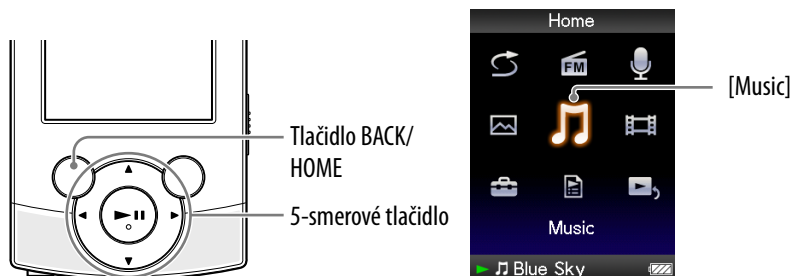 Home
FM
[Music]
Tlačidlo BACK/
HOME
5-smerové tlačidlo
Music
Blue Sky